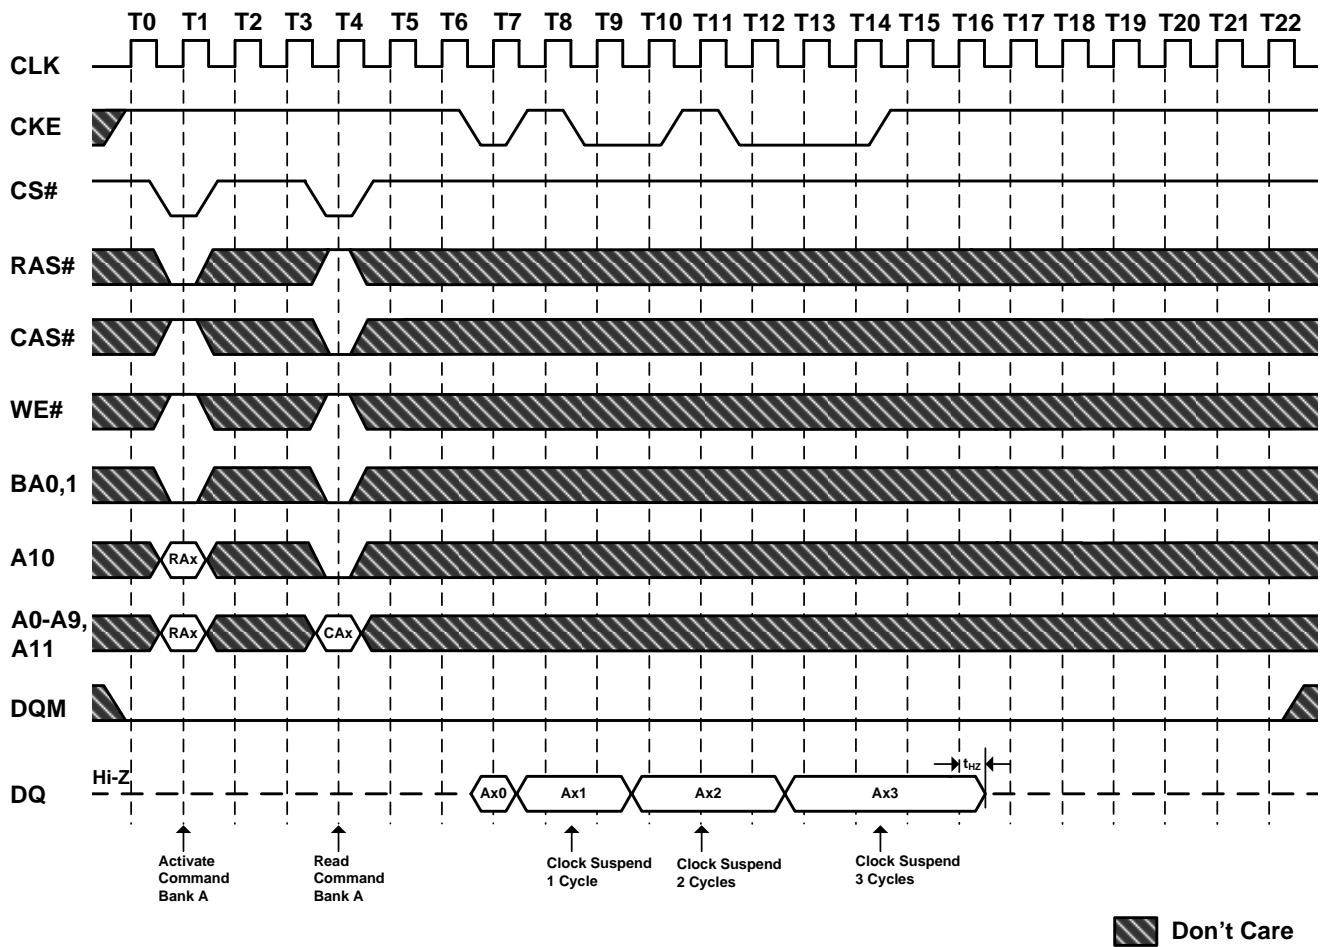 T0 T1 T2 T3 T4 T5 T6 T7 T8 T9 T10 T11 T12 T13 T14 T15 T16 T17 T18 T19 T20 T21 T22
CLK
CKE
CS#
RAS#
CAS#
WE#
BA0,1
A10
RAx
A0-A9,
A11
RAx
CAx
DQM
tHZ
Hi-Z
DQ
Ax0
Ax1
Ax2
Ax3
Activate
Command
Bank A
Read
Command
Bank A
Clock Suspend
1 Cycle
Clock Suspend
2 Cycles
Clock Suspend
3 Cycles
Don't Care